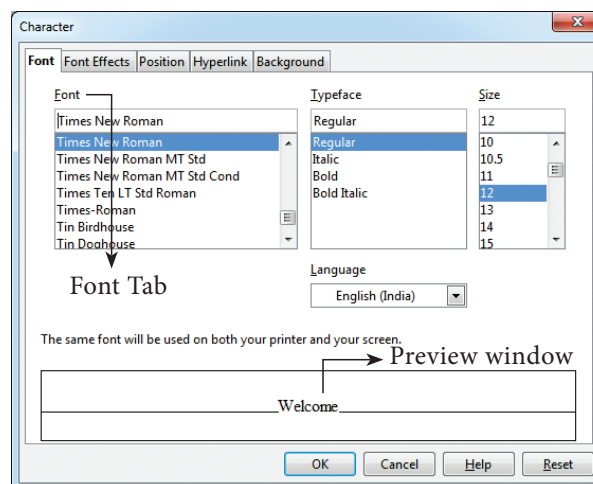 Character
Font Font Effects Position Hyperlink Background
Font Typeface Size
Times New Roman Regular 12
Times New Roman Regular 10
Times New Roman MT Std Italic 10.5
Times New Roman MT Std Cond Bold 11
Times Ten LT Std Roman Bold Italic 12
Times-Roman 13
Tin Birdhouse 14
Tin Doghouse 15
Font Tab
Language
English (India)
The same font will be used on both your printer and your screen.
Preview window
Welcome
OK Cancel Help Reset